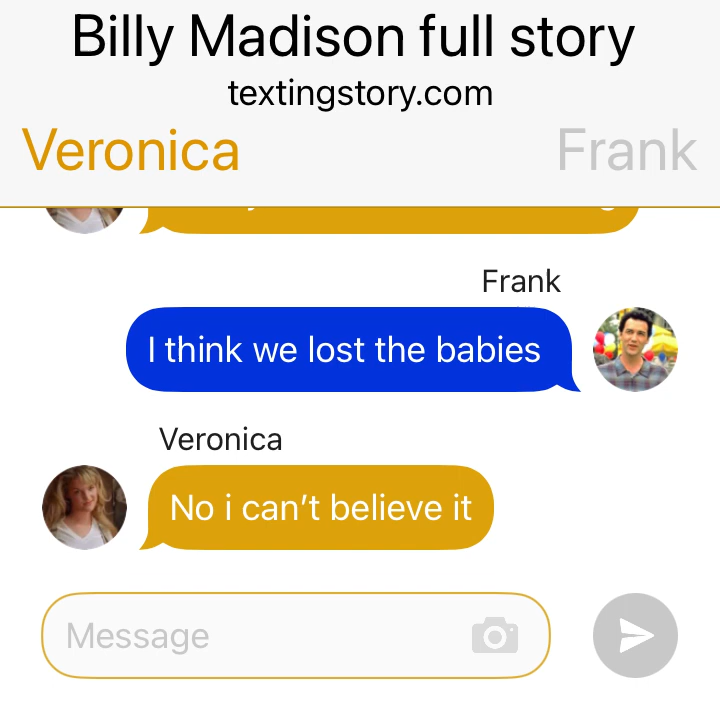 Billy Madison full story
textingstory.com
Veronica Frank
Frank
I think we lost the babies
Veronica
No i can't believe it
Message